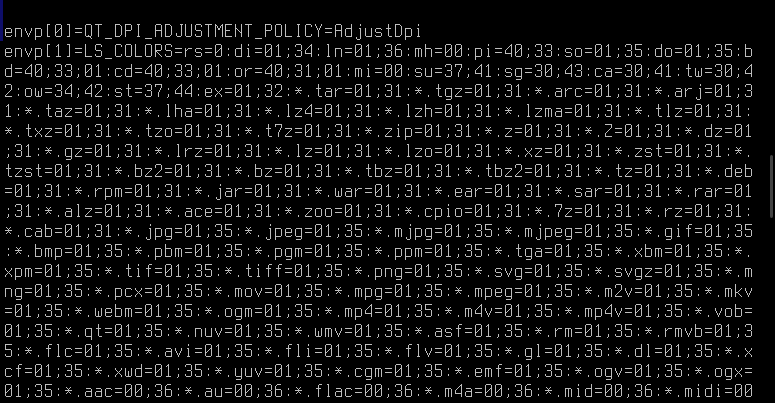 envp[0]=QT_DPI_ADJUSTMENT_POLICY=AdjustDpi
envp[1]=LS_COLORS=rs=0:di=01;34:ln=01;36:mh=00:pi=40;33:so=01;35:do=01;35:b
d=40;33;01:cd=40;33;01:or=40;31;01:mi=00:su=37;41:sg=30;43:ca=30;41:tw=30;4
2:ow=34;42:st=37;44:ex=01;32:*.tar=01;31:*.tgz=01;31:*.arc=01;31:*.arj=01;3
1:*.taz=01;31:*.lha=01;31:*.lz4=01;31:*.lzh=01;31:*.lzma=01;31:*.tlz=01;31:
*.txz=01;31:*.tzo=01;31:*.t7z=01;31:*.zip=01;31:*.z=01;31:*.Z=01;31:*.dz=01
;31:*.gz=01;31:*.lrz=01;31:*.lz=01;31:*.lzo=01;31:*.xz=01;31:*.zst=01;31:*.
tzst=01;31:*.bz2=01;31:*.bz=01;31:*.tbz=01;31:*.tbz2=01;31:*.tz=01;31:*.deb
=01;31:*.rpm=01;31:*.jar=01;31:*.war=01;31:*.ear=01;31:*.sar=01;31:*.rar=01
;31:*.alz=01;31:*.ace=01;31:*.zoo=01;31:*.cpio=01;31:*.7z=01;31:*.rz=01;31:
*.cab=01;31:*.jpg=01;35:*.jpeg=01;35:*.mjpg=01;35:*.mjpeg=01;35:*.gif=01;35
:*.bmp=01;35:*.pbm=01;35:*.pgm=01;35:*.ppm=01;35:*.tga=01;35:*.xbm=01;35:*.
xpm=01;35:*.tif=01;35:*.tiff=01;35:*.png=01;35:*.svg=01;35:*.svgz=01;35:*.m
ng=01;35:*.pcx=01;35:*.mov=01;35:*.mpg=01;35:*.mpeg=01;35:*.m2v=01;35:*.mkv
=01;35:*.webm=01;35:*.ogm=01;35:*.mp4=01;35:*.m4v=01;35:*.mp4v=01;35:*.vob=
01;35:*.qt=01;35:*.nuv=01;35:*.wmv=01;35:*.asf=01;35:*.rm=01;35:*.rmvb=01;3
5:*.flc=01;35:*.avi=01;35:*.fli=01;35:*.flv=01;35:*.gl=01;35:*.dl=01;35:*.x
cf=01;35:*.xwd=01;35:*.yuv=01;35:*.cgm=01;35:*.emf=01;35:*.ogv=01;35:*.ogx=
01;35:*.aac=00;36:*.au=00;36:*.flac=00;36:*.m4a=00;36:*.mid=00;36:*.midi=00